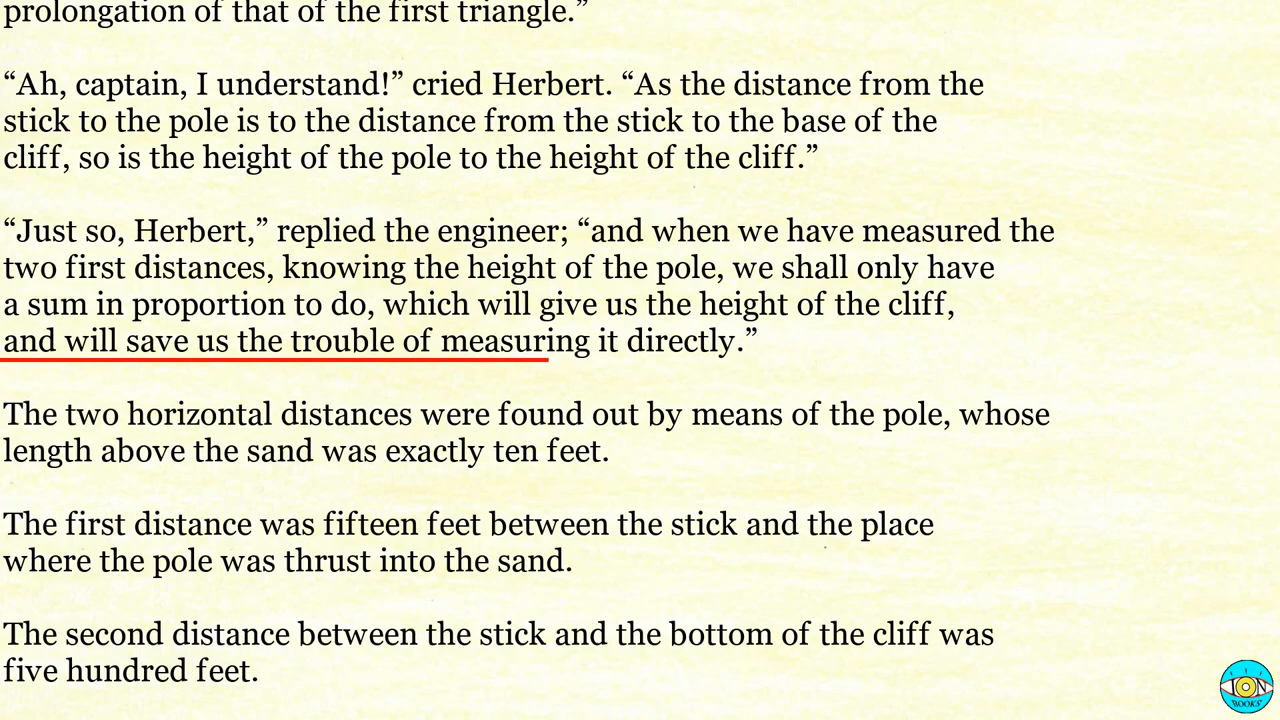 prolongation of that of the first triangle.”
“Ah, captain, I understand!” cried Herbert. “As the distance from the
stick to the pole is to the distance from the stick to the base of the
cliff, so is the height of the pole to the height of the cliff.”
“Just so, Herbert,” replied the engineer; “and when we have measured the
two first distances, knowing the height of the pole, we shall only have
a sum in proportion to do, which will give us the height of the cliff,
and will save us the trouble of measuring it directly.”
The two horizontal distances were found out by means of the pole, whose
length above the sand was exactly ten feet.
The first distance was fifteen feet between the stick and the place
where the pole was thrust into the sand.
The second distance between the stick and the bottom of the cliff was
five hundred feet.
ION
BOOKS